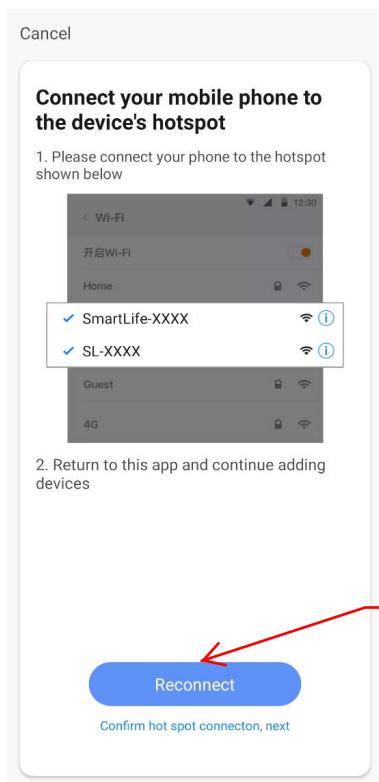 Cancel
Connect your mobile phone to
the device's hotspot
1. Please connect your phone to the hotspot
shown below
12:30
< Wi-Fi
开启Wi-Fi
Home
SmartLife-XXXX
SL-XXXX
Guest
4G
2. Return to this app and continue adding
devices
Reconnect
Confirm hot spot connecton, next